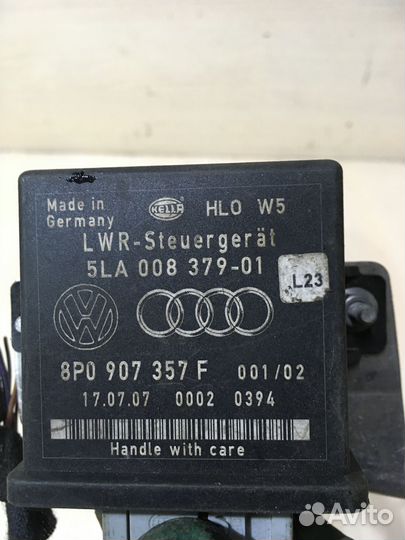 Made in
Germany
HELLA
HLO W5
LWR-Steuergerät
5LA 008 379-01
L23
8P0 907 357 F 001/02
17.07.07 0002 0394
Handle with care
Avito